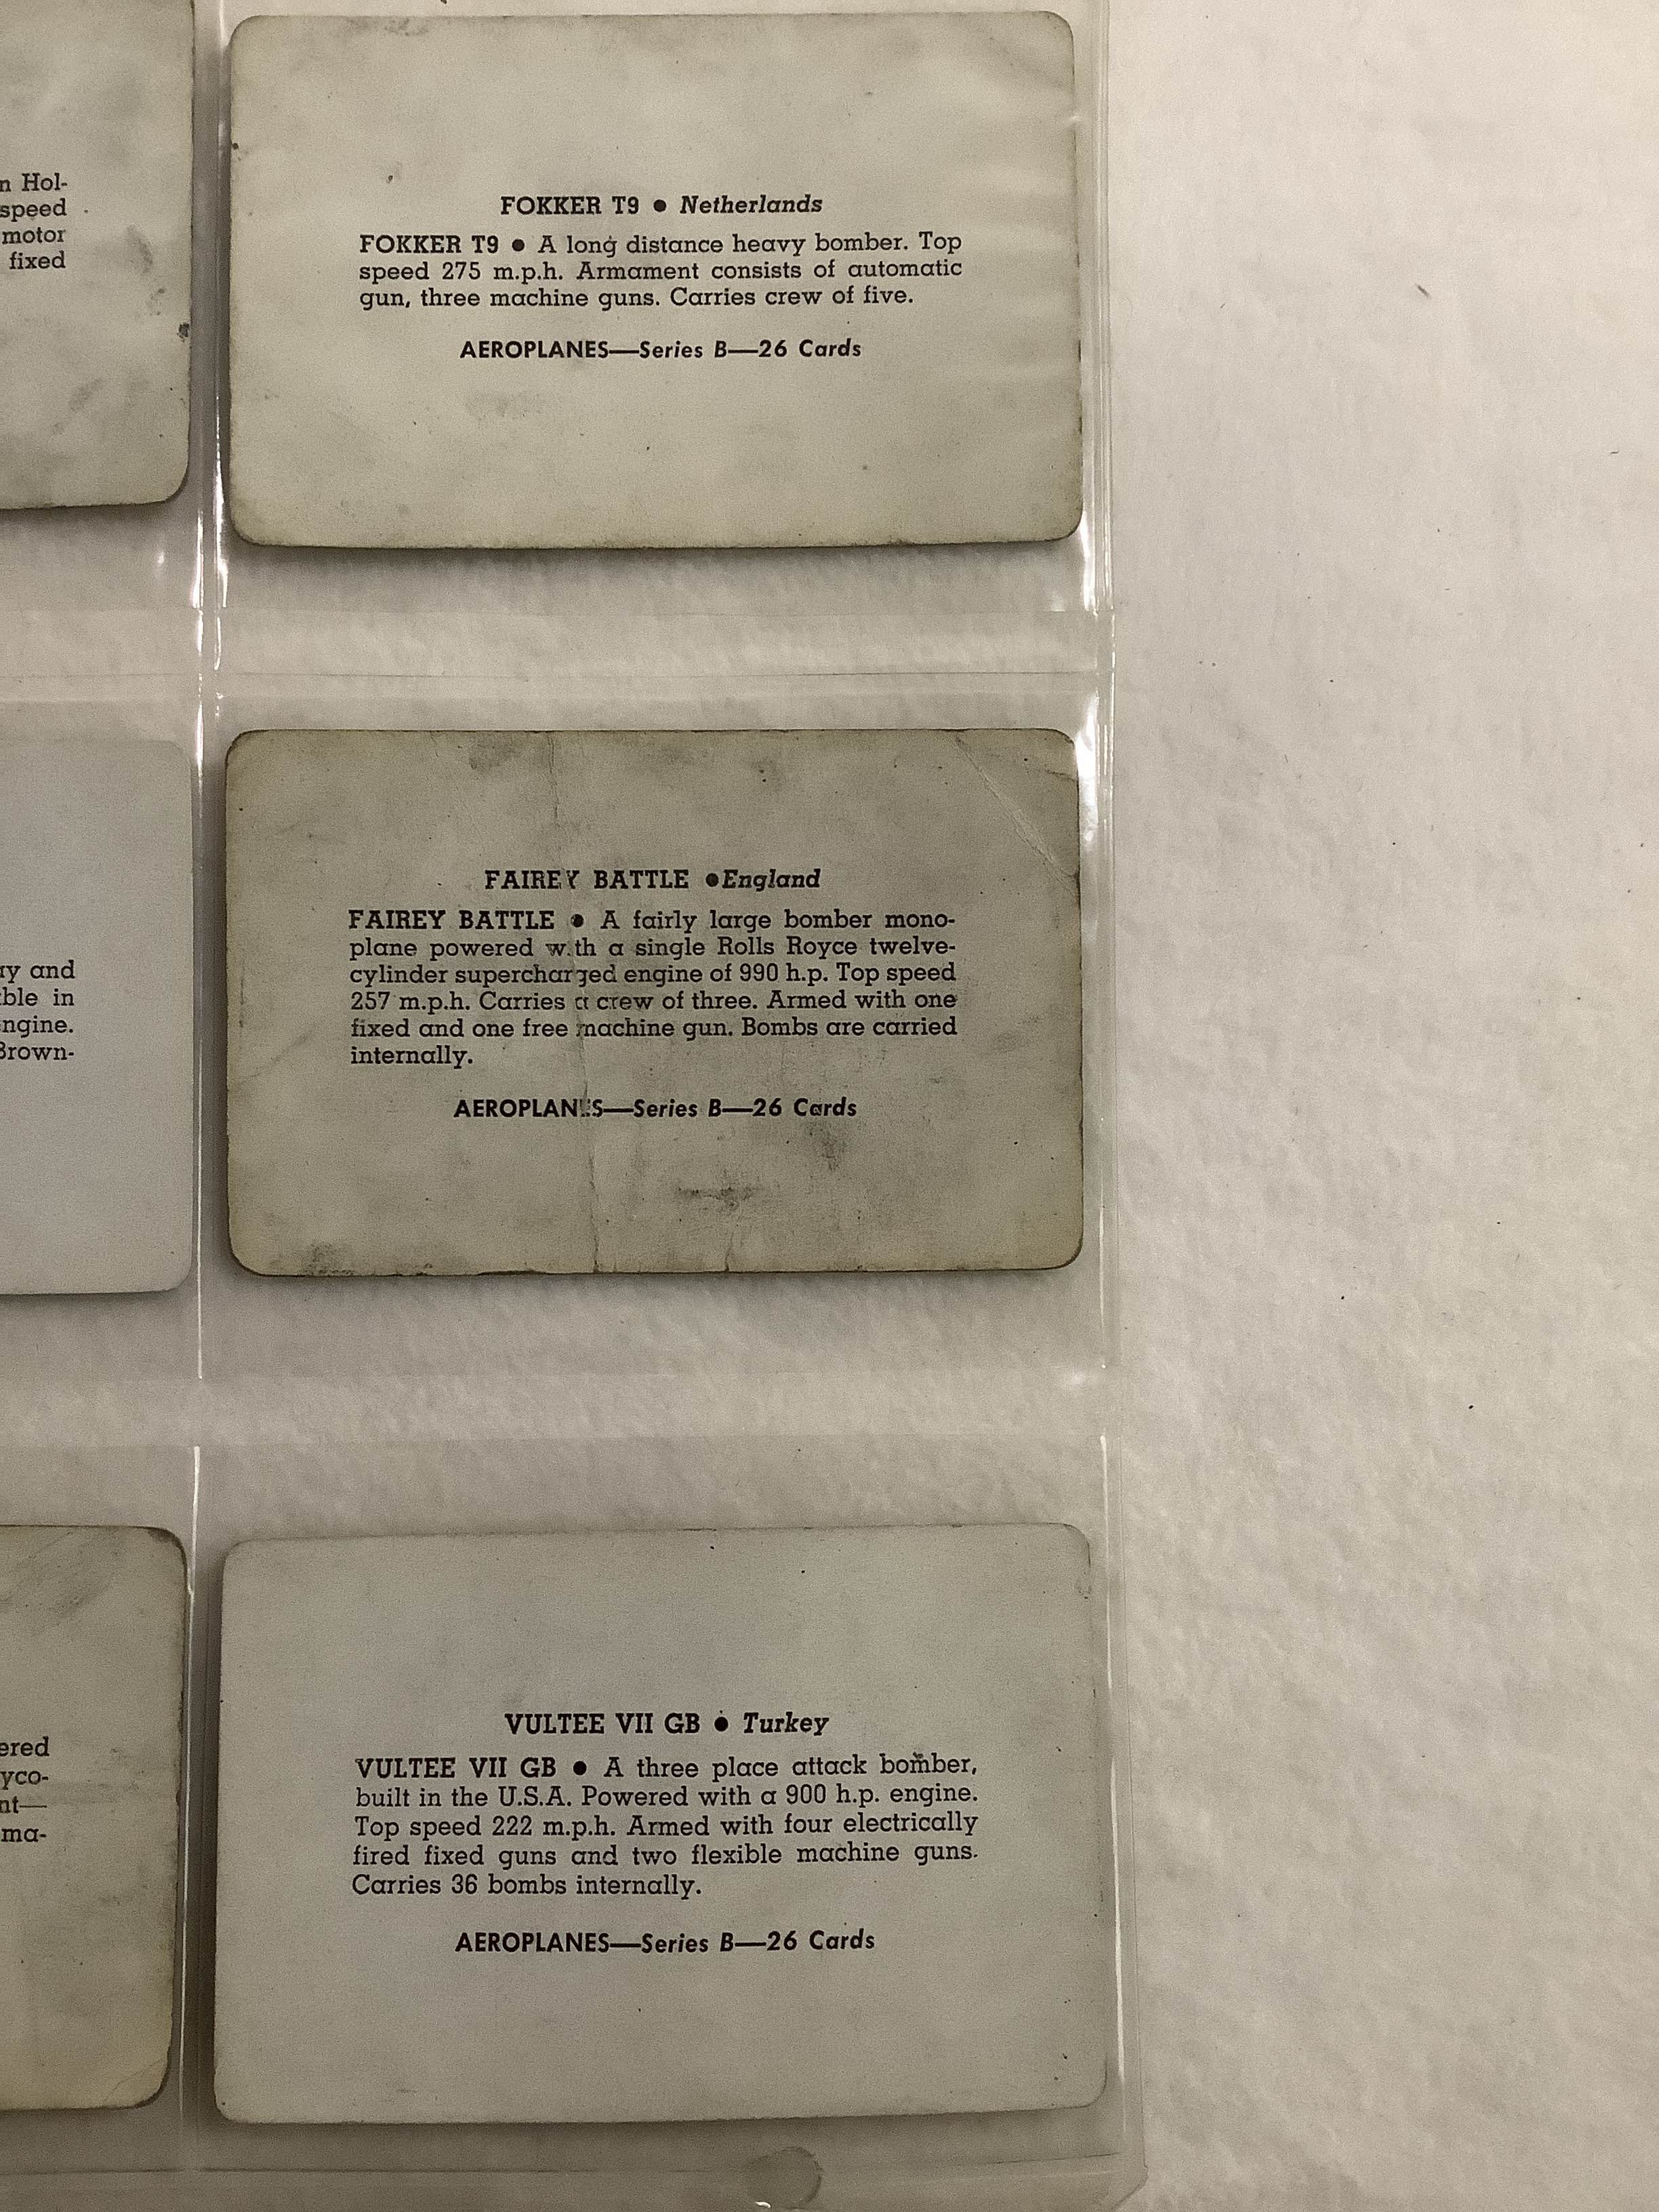 n Hol-
speed
motor
fixed
FOKKER T9 ● Netherlands
FOKKER T9 ● A long distance heavy bomber. Top
speed 275 m.p.h. Armament consists of automatic
gun, three machine guns. Carries crew of five.
AEROPLANES—Series B—26 Cards
ay and
ble in
ngine.
Brown-
FAIREY BATTLE ●England
FAIREY BATTLE ● A fairly large bomber mono-
plane powered with a single Rolls Royce twelve-
cylinder supercharged engine of 990 h.p. Top speed
257 m.p.h. Carries a crew of three. Armed with one
fixed and one free machine gun. Bombs are carried
internally.
AEROPLANES—Series B—26 Cards
ered
yco-
nt—
ma-
VULTEE VII GB ● Turkey
VULTEE VII GB ● A three place attack bomber,
built in the U.S.A. Powered with a 900 h.p. engine.
Top speed 222 m.p.h. Armed with four electrically
fired fixed guns and two flexible machine guns.
Carries 36 bombs internally.
AEROPLANES—Series B—26 Cards